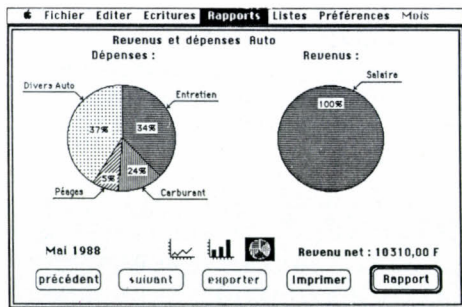 Fichier Editer Ecritures Rapports Listes Préférences Mois
Revenus et dépenses Auto
Dépenses :
Revenus :
Divers Auto
Entretien
Salaire
37%
34%
100%
5%
24%
Péages
Carburant
Mai 1988
Revenu net : 10310,00 F
précédent
suivant
exporter
Imprimer
Rapport